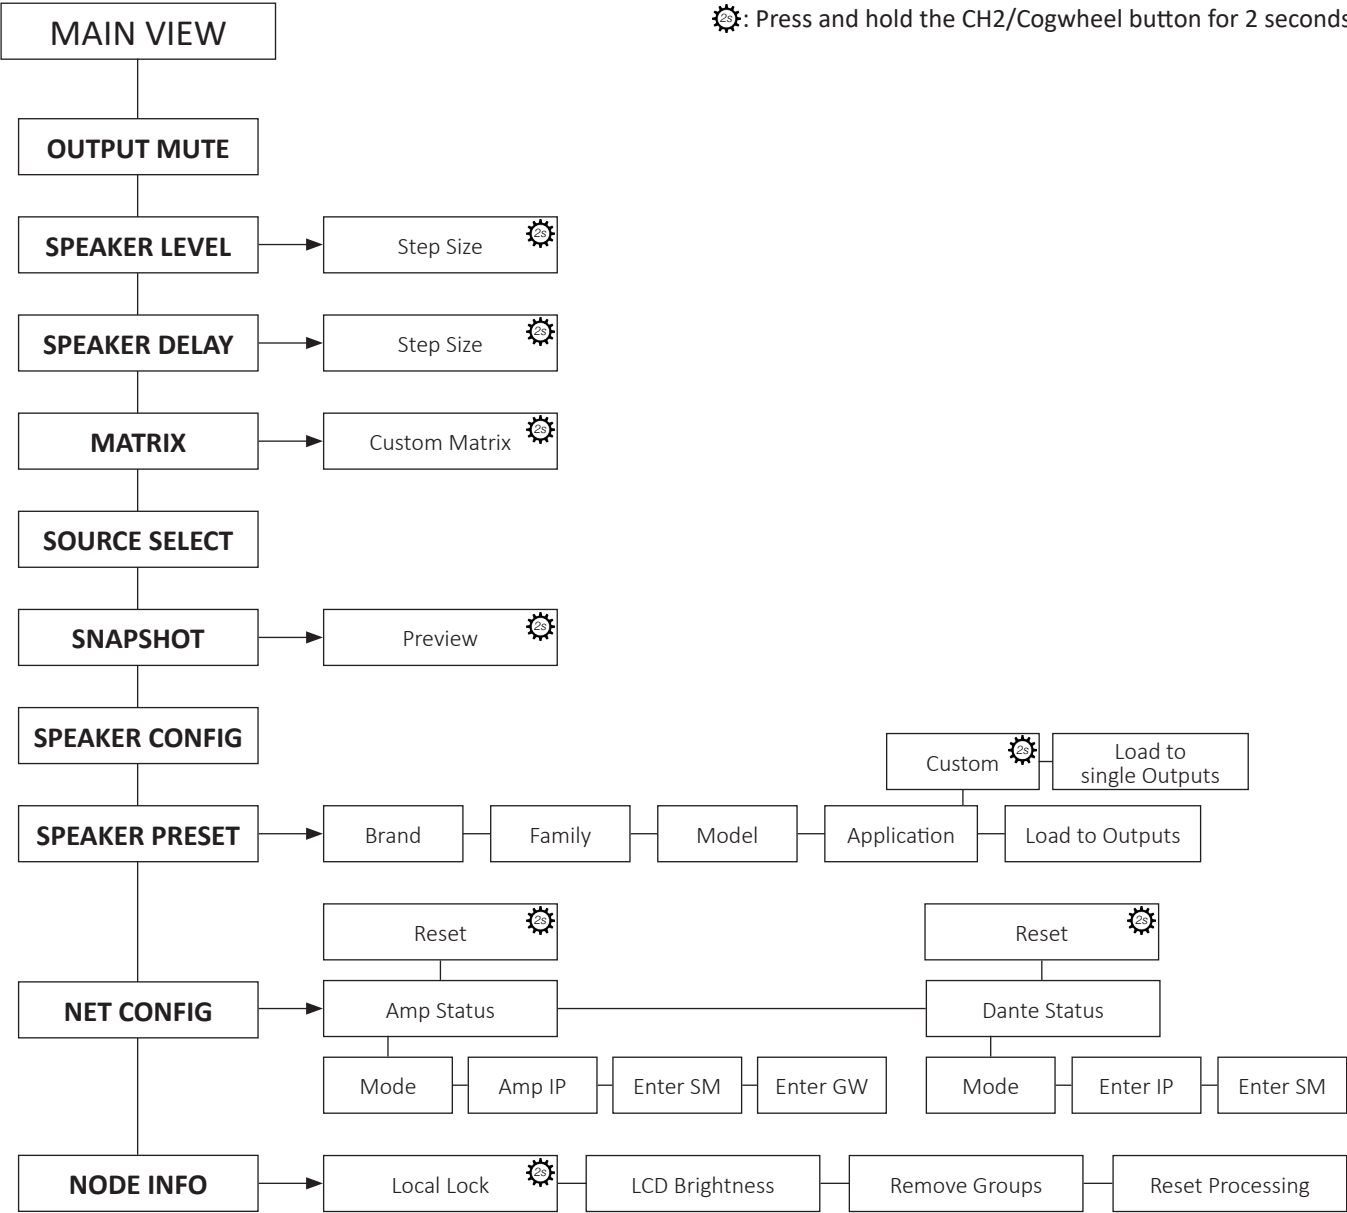 MAIN VIEW
2s : Press and hold the CH2/Cogwheel button for 2 seconds
OUTPUT MUTE
SPEAKER LEVEL
Step Size
2s
SPEAKER DELAY
Step Size
2s
MATRIX
Custom Matrix
2s
SOURCE SELECT
SNAPSHOT
Preview
2s
SPEAKER CONFIG
Custom
2s
Load to
single Outputs
SPEAKER PRESET
Brand
Family
Model
Application
Load to Outputs
Reset
2s
Reset
2s
NET CONFIG
Amp Status
Dante Status
Mode
Amp IP
Enter SM
Enter GW
Mode
Enter IP
Enter SM
NODE INFO
Local Lock
2s
LCD Brightness
Remove Groups
Reset Processing